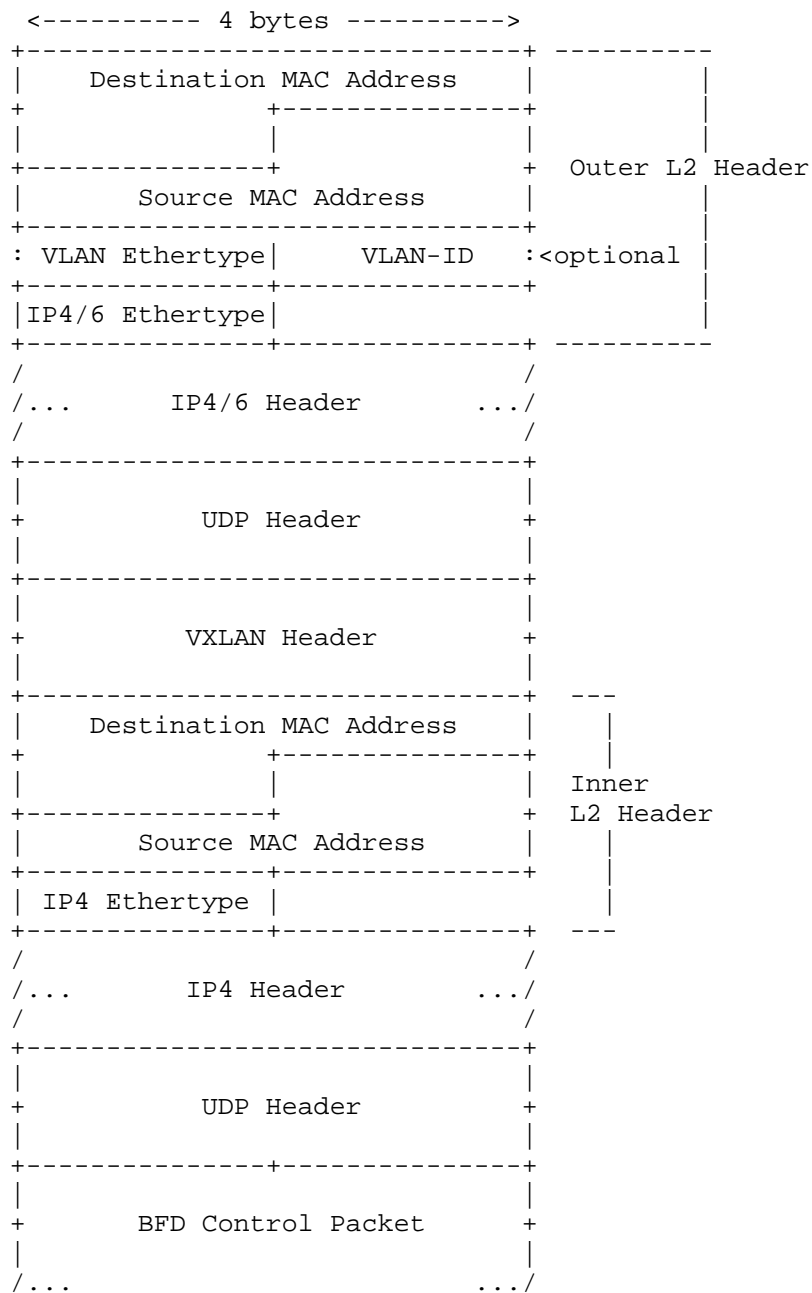 <---------- 4 bytes ---------->
Destination MAC Address
Outer L2 Header
Source MAC Address
: VLAN Ethertype| VLAN-ID :<optional
|IP4/6 Ethertype|
/... IP4/6 Header .../
UDP Header
VXLAN Header
Destination MAC Address
Inner
L2 Header
Source MAC Address
IP4 Ethertype
/... IP4 Header .../
UDP Header
BFD Control Packet
/... .../